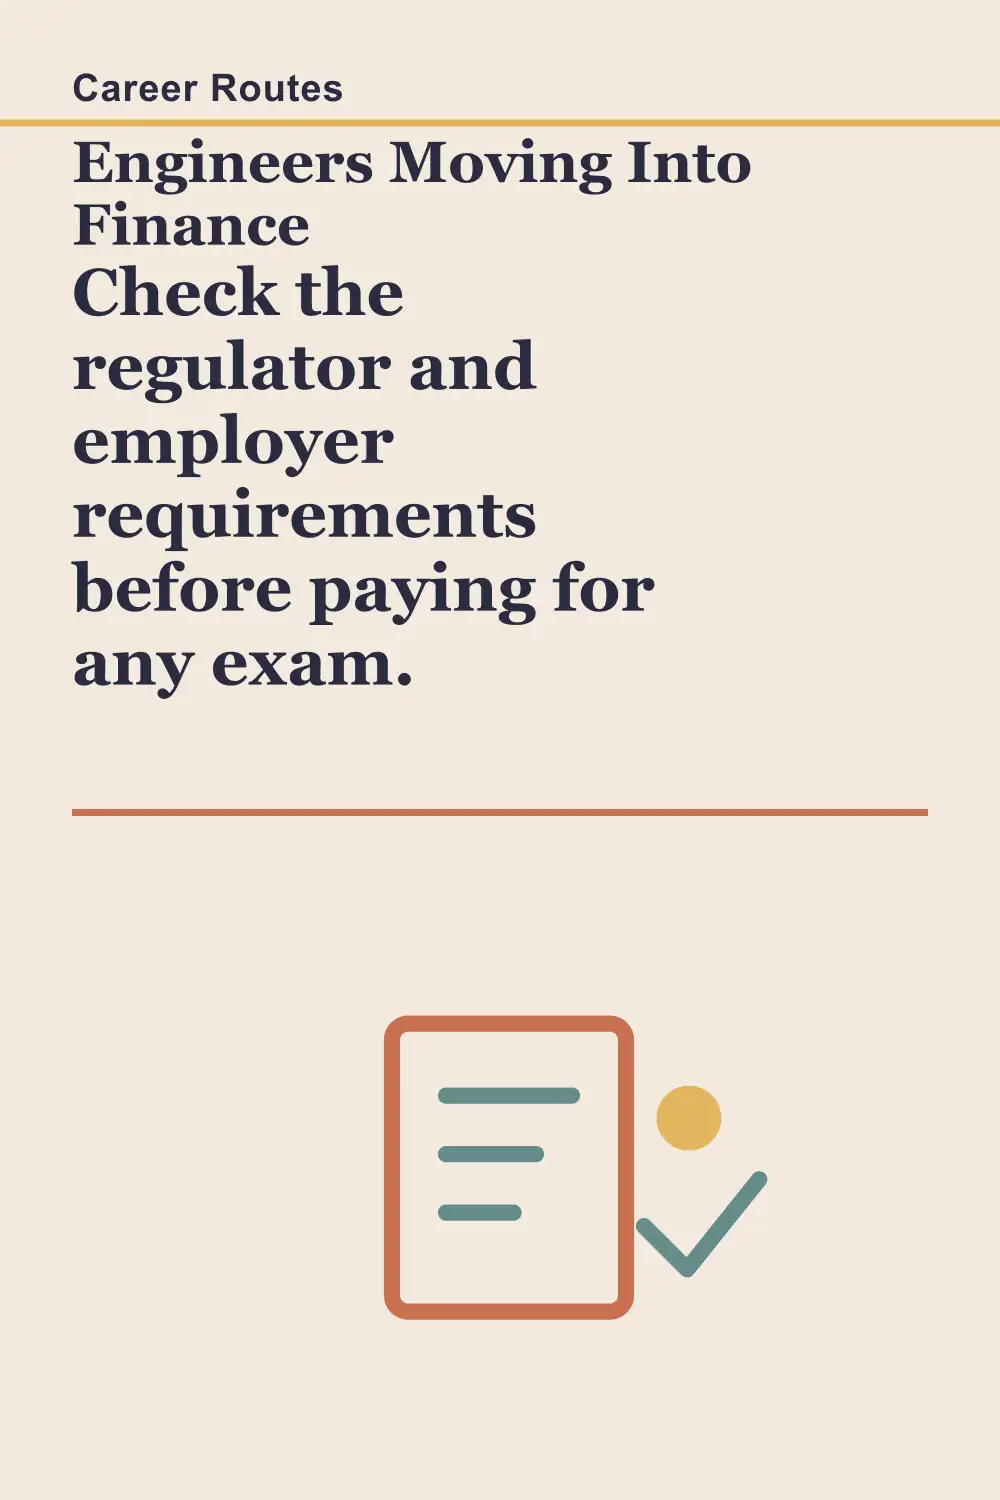 Career Routes
Engineers Moving Into
Finance
Check the
regulator and
employer
requirements
before paying for
any exam.